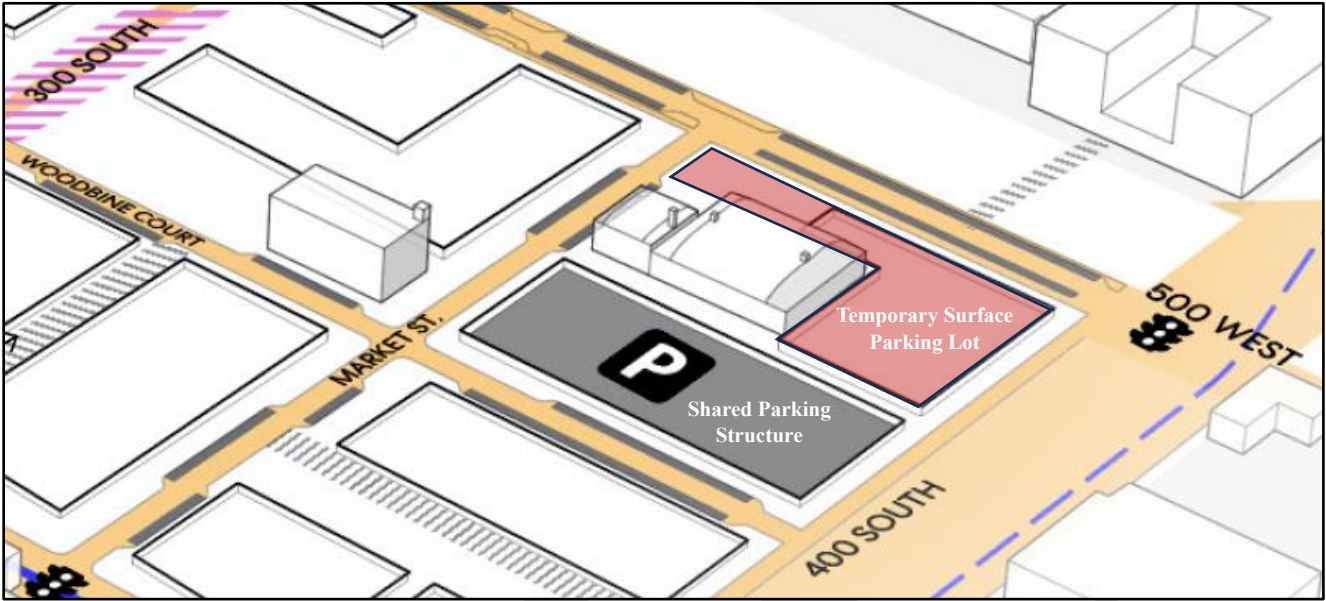 300 SOUTH
WOODBINE COURT
MARKET ST.
Temporary Surface
Parking Lot
500 WEST
P
Shared Parking
Structure
400 SOUTH
A